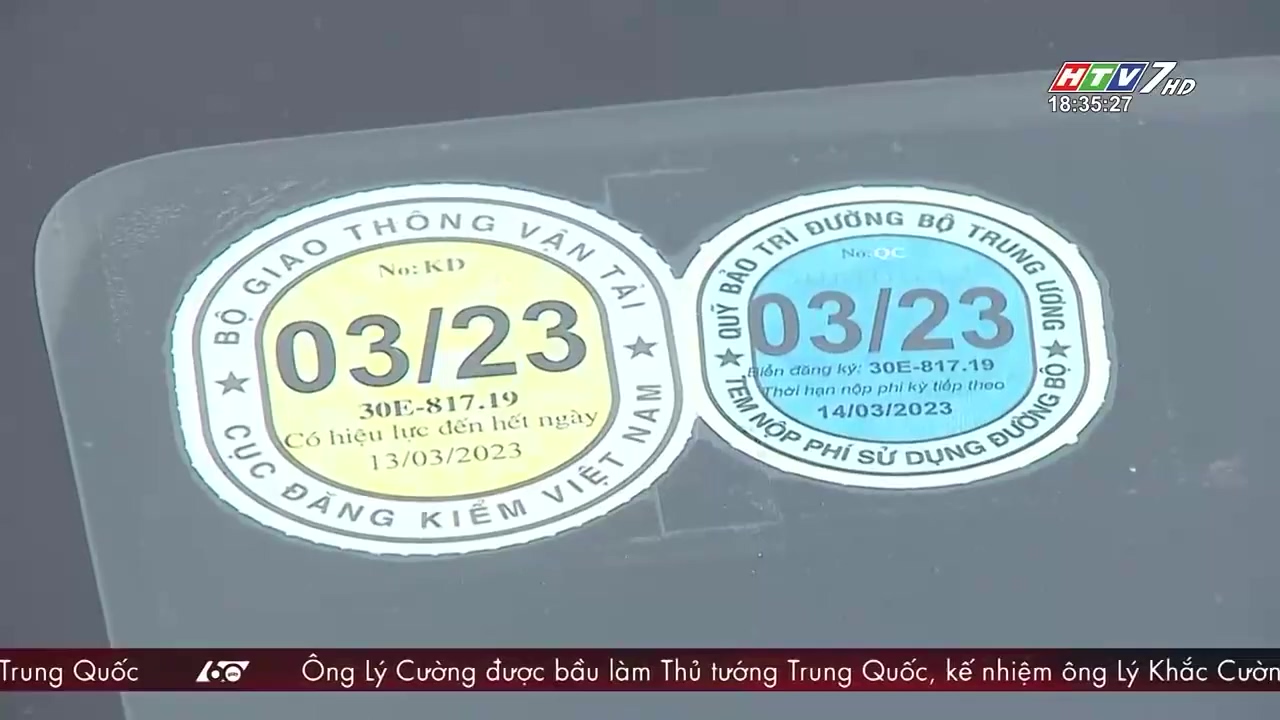 HTV7 HD
18:35:27
BỘ GIAO THÔNG VẬN TẢI
No: KD
03/23
30E-817.19
Có hiệu lực đến hết ngày
13/03/2023
CỤC ĐĂNG KIỂM VIỆT NAM
QUỸ BẢO TRÌ ĐƯỜNG BỘ TRUNG ƯƠNG
No: QC
03/23
Biển đăng ký: 30E-817.19
Thời hạn nộp phí kỳ tiếp theo
14/03/2023
TEM NỘP PHÍ SỬ DỤNG ĐƯỜNG BỘ
Trung Quốc 60 giây Ông Lý Cường được bầu làm Thủ tướng Trung Quốc, kế nhiệm ông Lý Khắc Cườn